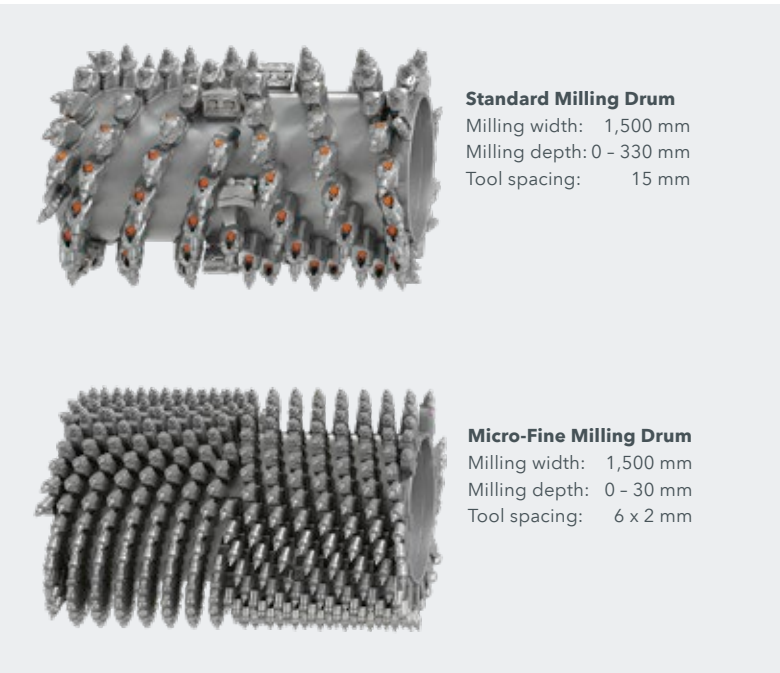 Standard Milling Drum
Milling width: 1,500 mm
Milling depth: 0 – 330 mm
Tool spacing: 15 mm
Micro-Fine Milling Drum
Milling width: 1,500 mm
Milling depth: 0 – 30 mm
Tool spacing: 6 x 2 mm